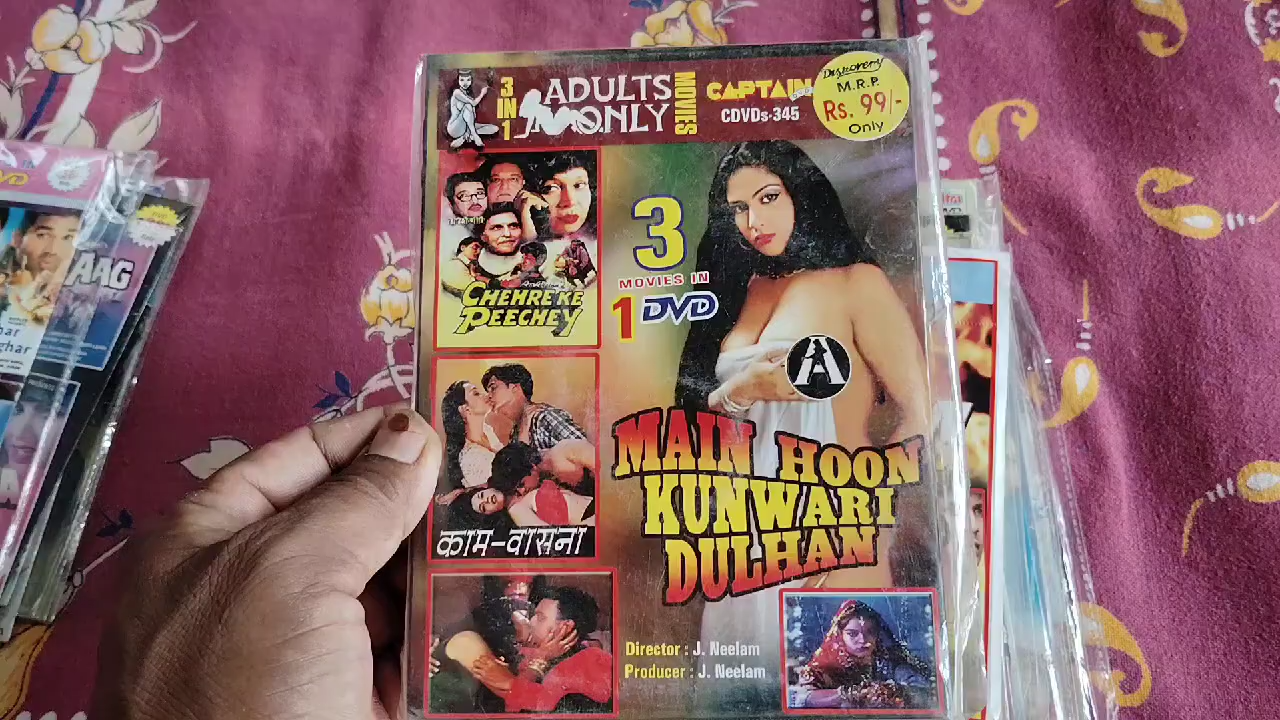 3 IN 1
ADULTS ONLY
MOVIES
CAPTAIN
CDVDs-345
Discovery
M.R.P.
Rs. 99/-
Only
3
MOVIES IN
1 DVD
CHEHRE KE
PEECHEY
काम-वासना
A
MAIN HOON
KUNWARI
DULHAN
Director : J. Neelam
Producer : J. Neelam
AAG
DVD